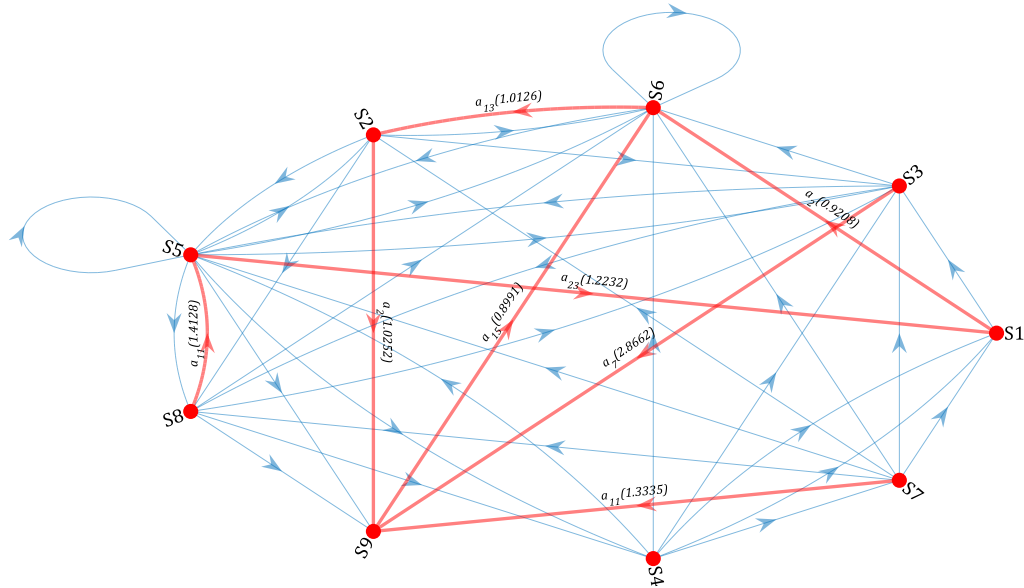 S6
a13(1.0126)
S2
S3
a2(0.9208)
S5
a23(1.2232)
a2(1.0252)
a15(0.8991)
a11(1.4128)
a7(2.8662)
S1
S8
S7
a11(1.3335)
S9
S4